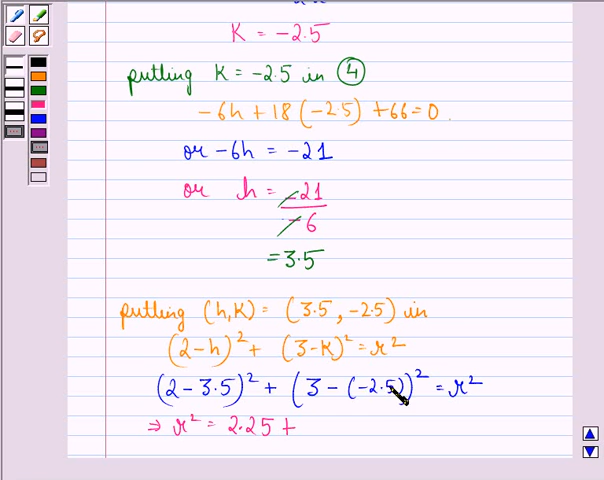 K = -2.5
putting K = -2.5 in ④
-6h + 18 (-2.5) + 66 = 0.
or -6h = -21
or h = -21/-6
= 3.5
putting (h, K) = (3.5, -2.5) in
(2-h)² + (3-K)² = r²
(2-3.5)² + (3-(-2.5))² = r²
⇒ r² = 2.25 +